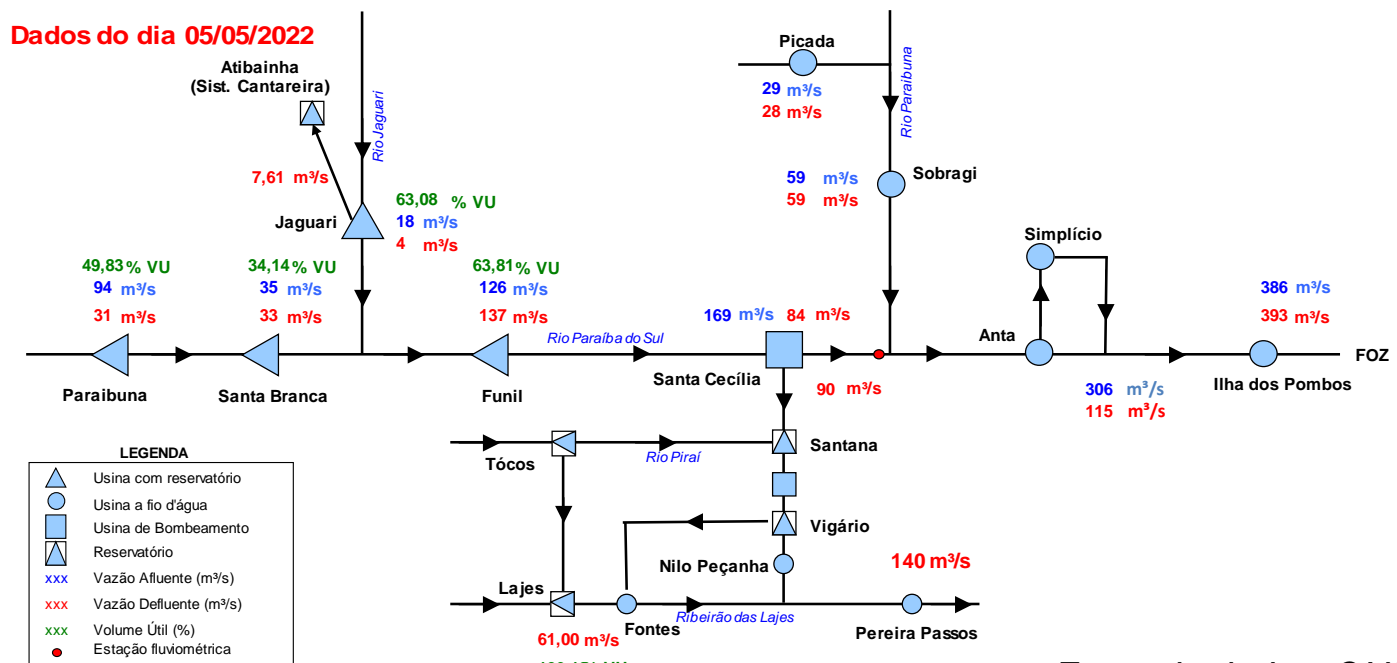 Dados do dia 05/05/2022
Atibainha
(Sist. Cantareira)
Rio Jaguari
7,61 m³/s
Jaguari
63,08 % VU
18 m³/s
4 m³/s
Picada
29 m³/s
28 m³/s
Rio Paraibuna
59 m³/s
59 m³/s
Sobragi
49,83 % VU
94 m³/s
31 m³/s
Paraibuna
34,14 % VU
35 m³/s
33 m³/s
Santa Branca
63,81 % VU
126 m³/s
137 m³/s
Funil
Rio Paraíba do Sul
169 m³/s 84 m³/s
Santa Cecília
90 m³/s
Simplício
Anta
306 m³/s
115 m³/s
386 m³/s
393 m³/s
Ilha dos Pombos
FOZ
Tócos
Rio Piraí
Santana
Vigário
Nilo Peçanha
140 m³/s
Lajes
61,00 m³/s
Fontes
Ribeirão das Lajes
Pereira Passos
LEGENDA
Usina com reservatório
Usina a fio d'água
Usina de Bombeamento
Reservatório
xxx Vazão Afluente (m³/s)
xxx Vazão Defluente (m³/s)
xxx Volume Útil (%)
Estação fluviométrica